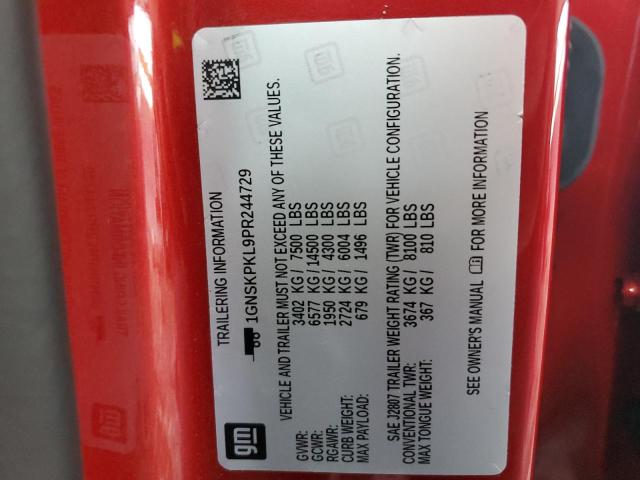 TRAILERING INFORMATION
1GNSKPKL9PR244729
VEHICLE AND TRAILER MUST NOT EXCEED ANY OF THESE VALUES.
GVWR: 3402 KG / 7500 LBS
GCWR: 6577 KG /14500 LBS
RGAWR: 1950 KG / 4300 LBS
CURB WEIGHT: 2724 KG / 6004 LBS
MAX PAYLOAD: 679 KG / 1496 LBS
SAE J2807 TRAILER WEIGHT RATING (TWR) FOR VEHICLE CONFIGURATION.
CONVENTIONAL TWR: 3674 KG / 8100 LBS
MAX TONGUE WEIGHT: 367 KG / 810 LBS
SEE OWNER'S MANUAL FOR MORE INFORMATION
gm